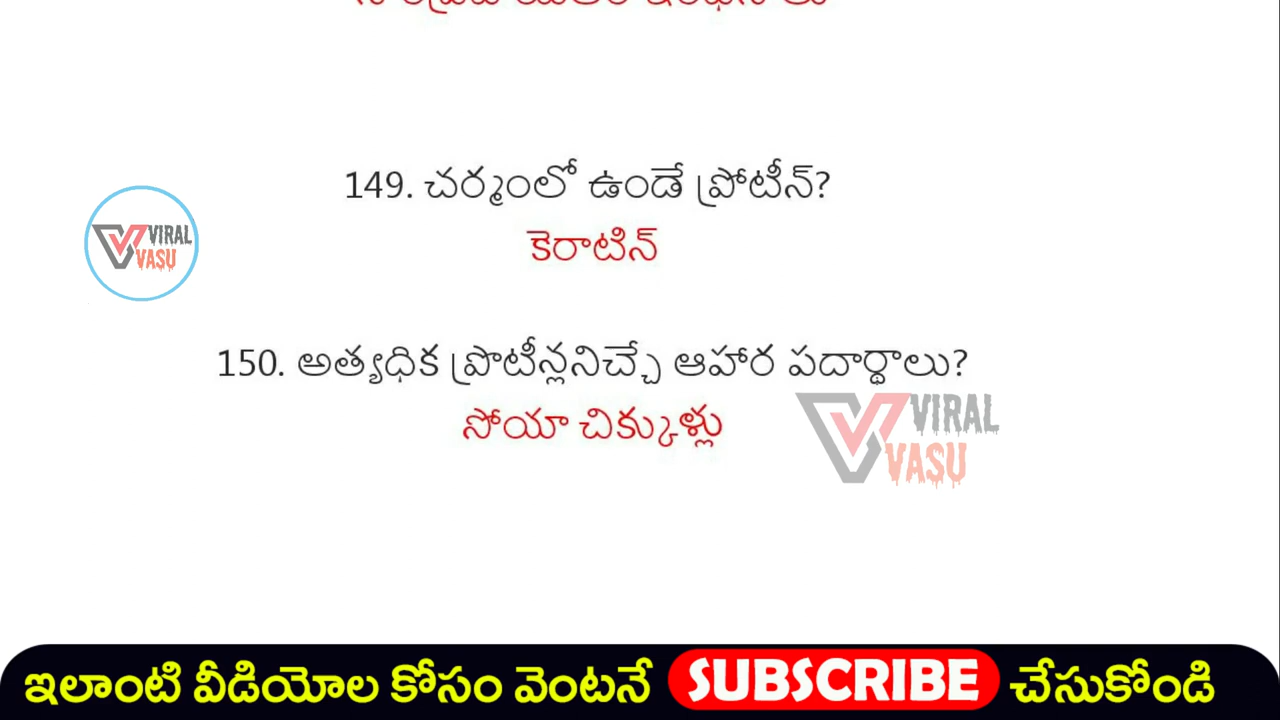 149. చర్మంలో ఉండే ప్రోటీన్?
కెరాటిన్
VIRAL
VASU
150. అత్యధిక ప్రొటీన్లనిచ్చే ఆహార పదార్థాలు?
సోయా చిక్కుళ్లు
VIRAL
VASU
ఇలాంటి వీడియోల కోసం వెంటనే SUBSCRIBE చేసుకోండి